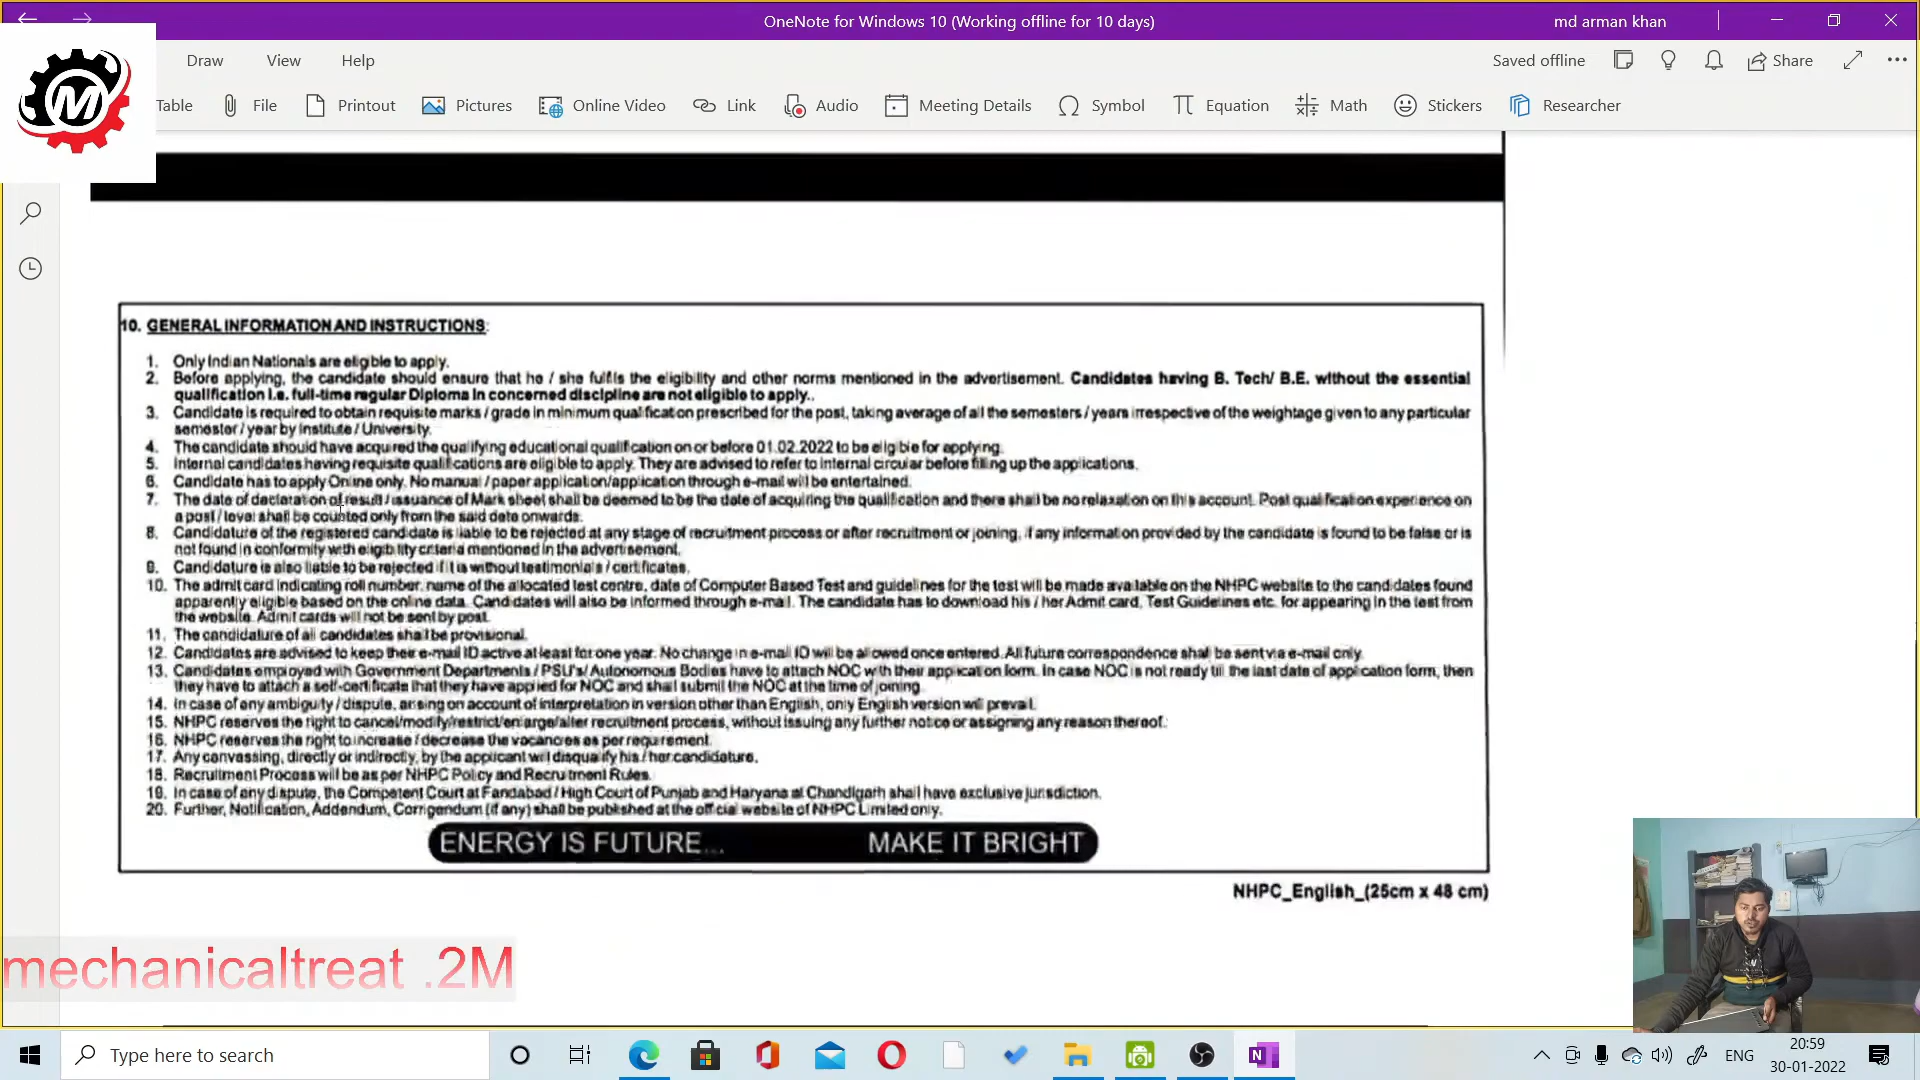 OneNote for Windows 10 (Working offline for 10 days)
md arman khan
Draw View Help
Saved offline
Share
Table File Printout Pictures Online Video Link Audio Meeting Details Symbol Equation Math Stickers Researcher
M
10. GENERAL INFORMATION AND INSTRUCTIONS:
1. Only Indian Nationals are eligible to apply.
2. Before applying, the candidate should ensure that he / she fulfils the eligibility and other norms mentioned in the advertisement. Candidates having B. Tech/ B.E. without the essential
qualification i.e. full-time regular Diploma in concerned discipline are not eligible to apply..
3. Candidate is required to obtain requisite marks / grade in minimum qualification prescribed for the post, taking average of all the semesters / years irrespective of the weightage given to any particular
semester / year by Institute / University.
4. The candidate should have acquired the qualifying educational qualification on or before 01.02.2022 to be eligible for applying.
5. Internal candidates having requisite qualifications are eligible to apply. They are advised to refer to internal circular before filling up the applications.
6. Candidate has to apply Online only. No manual / paper application/application through e-mail will be entertained.
7. The date of declaration of result / issuance of Mark sheet shall be deemed to be the date of acquiring the qualification and there shall be no relaxation on this account. Post qualification experience on
a post / level shall be counted only from the said date onwards.
8. Candidature of the registered candidate is liable to be rejected at any stage of recruitment process or after recruitment or joining, if any information provided by the candidate is found to be false or is
not found in conformity with eligibility criteria mentioned in the advertisement.
9. Candidature is also liable to be rejected if it is without testimonials / certificates.
10. The admit card indicating roll number, name of the allocated test centre, date of Computer Based Test and guidelines for the test will be made available on the NHPC website to the candidates found
apparently eligible based on the online data. Candidates will also be informed through e-mail. The candidate has to download his / her Admit card, Test Guidelines etc. for appearing in the test from
the website. Admit cards will not be sent by post.
11. The candidature of all candidates shall be provisional.
12. Candidates are advised to keep their e-mail ID active at least for one year. No change in e-mail ID will be allowed once entered. All future correspondence shall be sent via e-mail only.
13. Candidates employed with Government Departments / PSU's/ Autonomous Bodies have to attach NOC with their application form. In case NOC is not ready till the last date of application form, then
they have to attach a self-certificate that they have applied for NOC and shall submit the NOC at the time of joining.
14. In case of any ambiguity / dispute, arising on account of interpretation in version other than English, only English version will prevail.
15. NHPC reserves the right to cancel/modify/restrict/enlarge/alter recruitment process, without issuing any further notice or assigning any reason thereof.
16. NHPC reserves the right to increase / decrease the vacancies as per requirement.
17. Any convassing, directly or indirectly, by the applicant will disqualify his / her candidature.
18. Recruitment Process will be as per NHPC Policy and Recruitment Rules.
19. In case of any dispute, the Competent Court at Faridabad / High Court of Punjab and Haryana at Chandigarh shall have exclusive jurisdiction.
20. Further, Notification, Addendum, Corrigendum (if any) shall be published at the official website of NHPC Limited only.
ENERGY IS FUTURE... MAKE IT BRIGHT
NHPC_English_(25cm x 48 cm)
mechanicaltreat .2M
Type here to search
ENG
20:59
30-01-2022